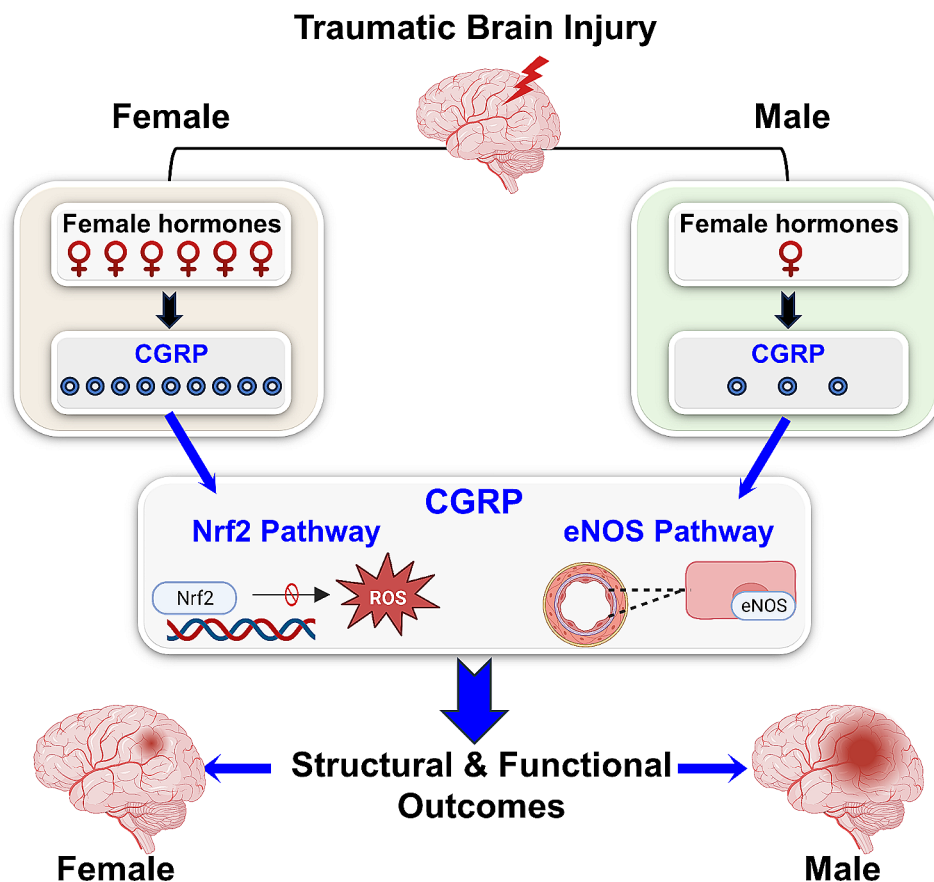 Traumatic Brain Injury
Female
Male
Female hormones
CGRP
Female hormones
CGRP
CGRP
Nrf2 Pathway
eNOS Pathway
Nrf2
ROS
eNOS
Structural & Functional
Outcomes
Female
Male